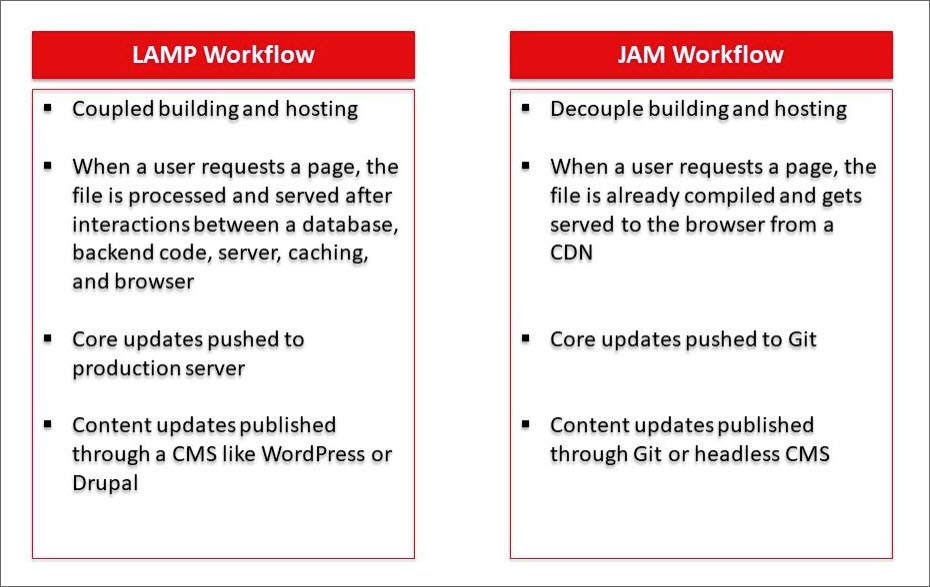 LAMP Workflow
▪ Coupled building and hosting
▪ When a user requests a page, the
file is processed and served after
interactions between a database,
backend code, server, caching,
and browser
▪ Core updates pushed to
production server
▪ Content updates published
through a CMS like WordPress or
Drupal
JAM Workflow
▪ Decouple building and hosting
▪ When a user requests a page, the
file is already compiled and gets
served to the browser from a
CDN
▪ Core updates pushed to Git
▪ Content updates published
through Git or headless CMS